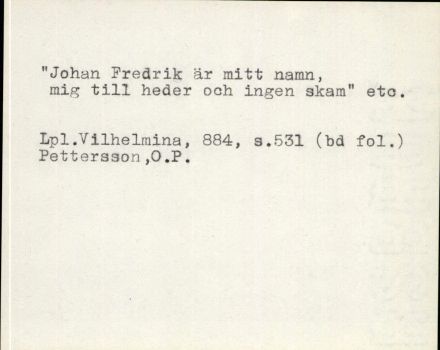 "Johan Fredrik är mitt namn,
mig till heder och ingen skam" etc.
Lpl.Vilhelmina, 884, s.531 (bd fol.)
Pettersson,O.P.